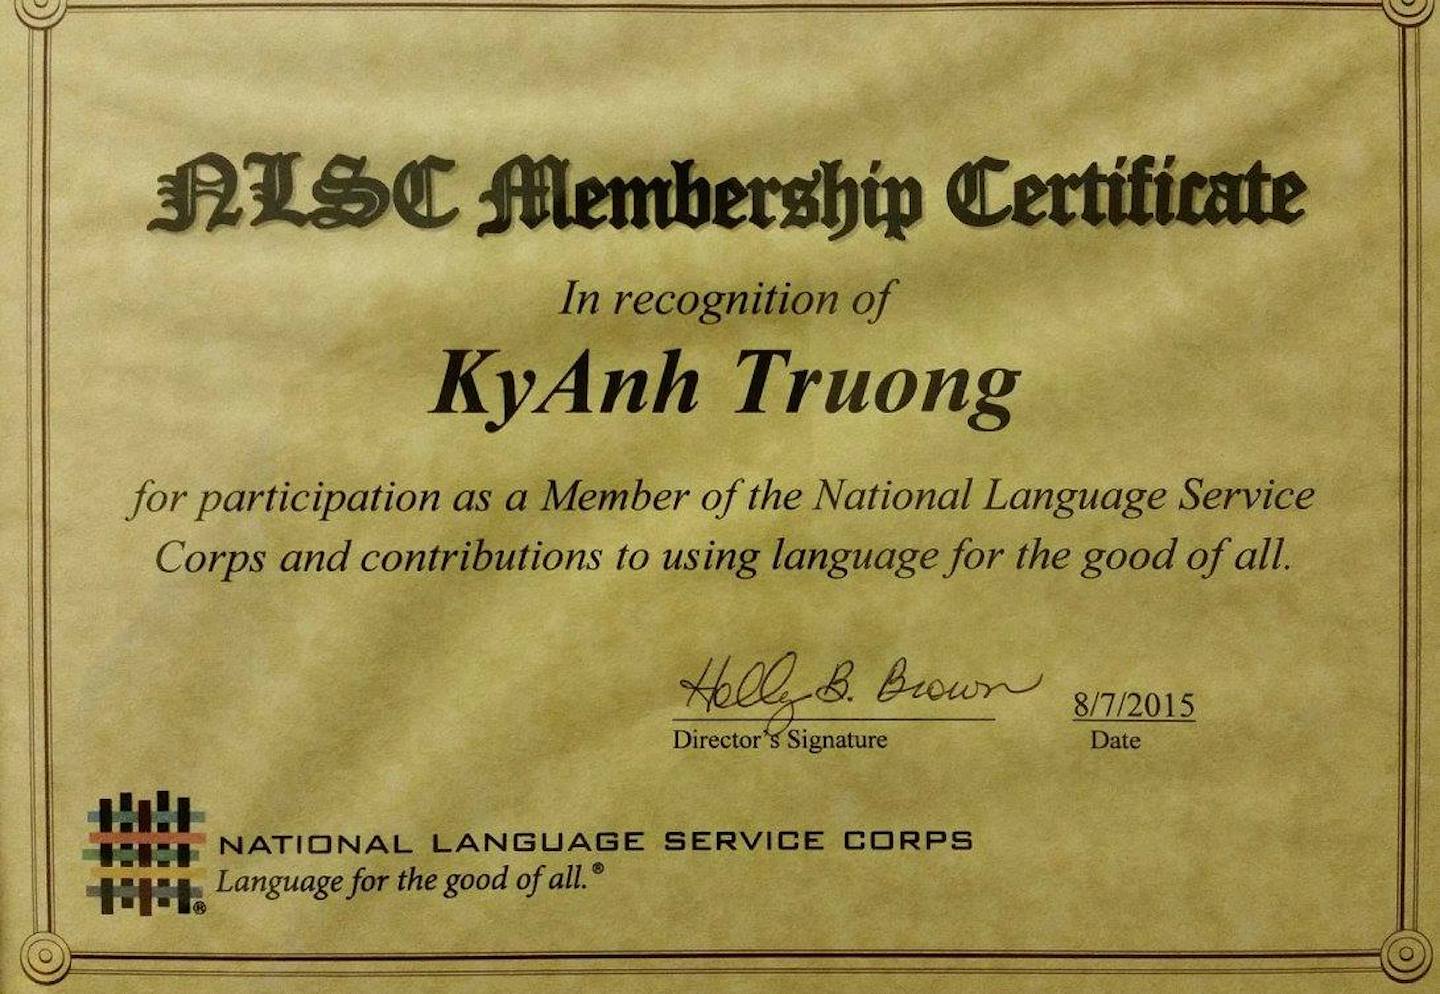 NLSC Membership Certificate
In recognition of
KyAnh Truong
for participation as a Member of the National Language Service
Corps and contributions to using language for the good of all.
Holly B. Brown
8/7/2015
Director's Signature
Date
NATIONAL LANGUAGE SERVICE CORPS
Language for the good of all.®
®